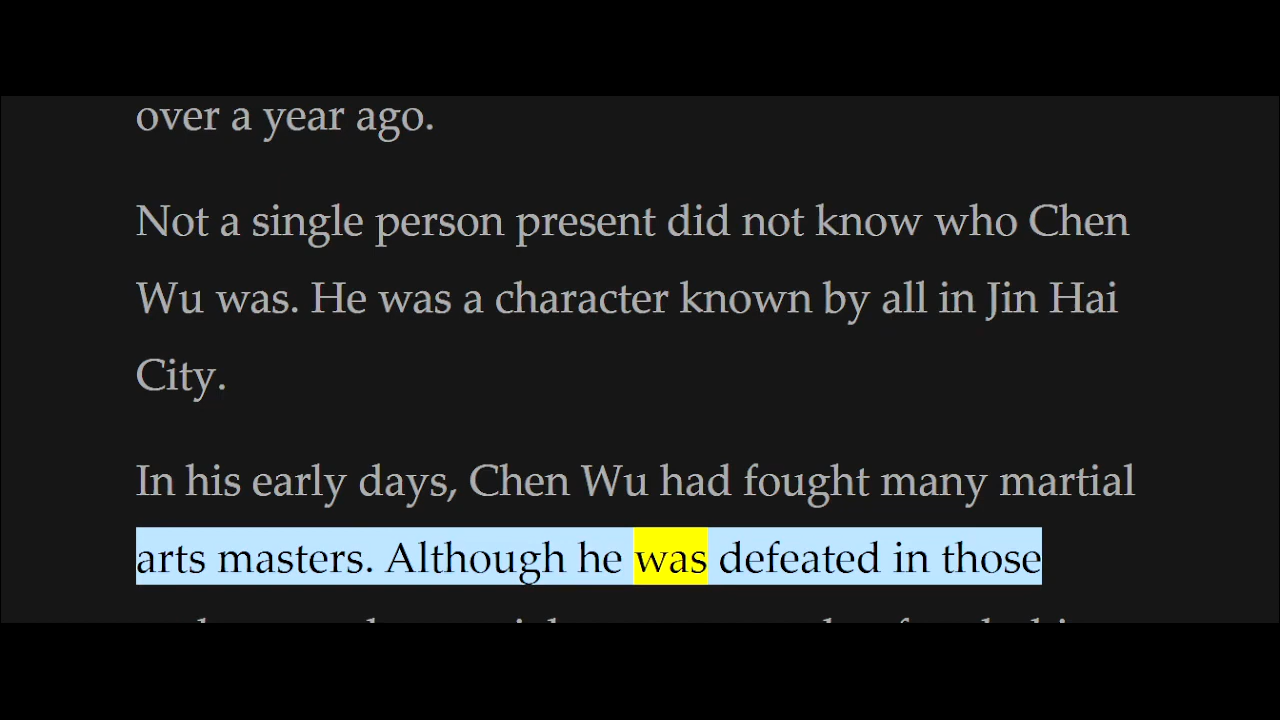 over a year ago.
Not a single person present did not know who Chen
Wu was. He was a character known by all in Jin Hai
City.
In his early days, Chen Wu had fought many martial
arts masters. Although he was defeated in those